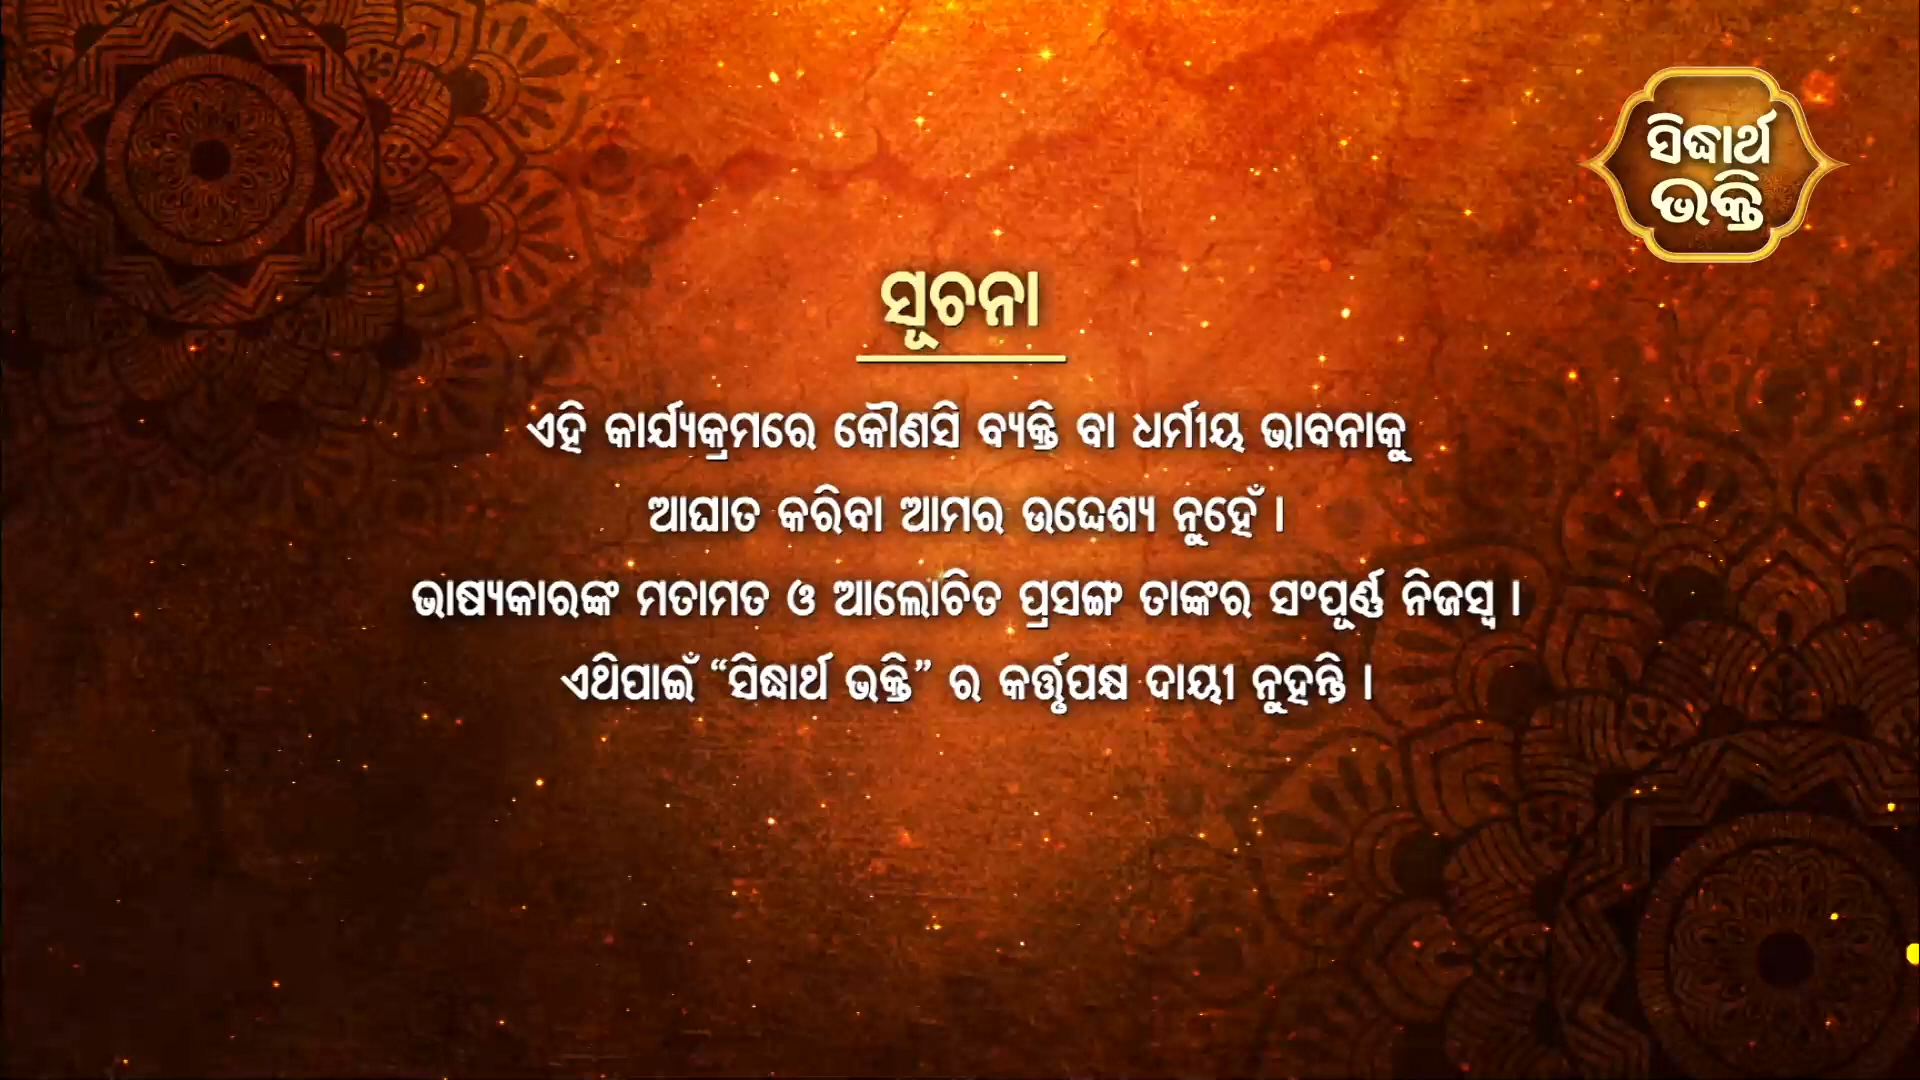 ସିଦ୍ଧାର୍ଥ
ଭକ୍ତି
ସୂଚନା
ଏହି କାର୍ଯ୍ୟକ୍ରମରେ କୌଣସି ବ୍ୟକ୍ତି ବା ଧର୍ମୀୟ ଭାବନାକୁ
ଆଘାତ କରିବା ଆମର ଉଦ୍ଦେଶ୍ୟ ନୁହେଁ ।
ଭାଷ୍ୟକାରଙ୍କ ମତାମତ ଓ ଆଲୋଚିତ ପ୍ରସଙ୍ଗ ତାଙ୍କର ସଂପୂର୍ଣ୍ଣ ନିଜସ୍ୱ ।
ଏଥିପାଇଁ “ସିଦ୍ଧାର୍ଥ ଭକ୍ତି” ର କର୍ତ୍ତୃପକ୍ଷ ଦାୟୀ ନୁହନ୍ତି ।